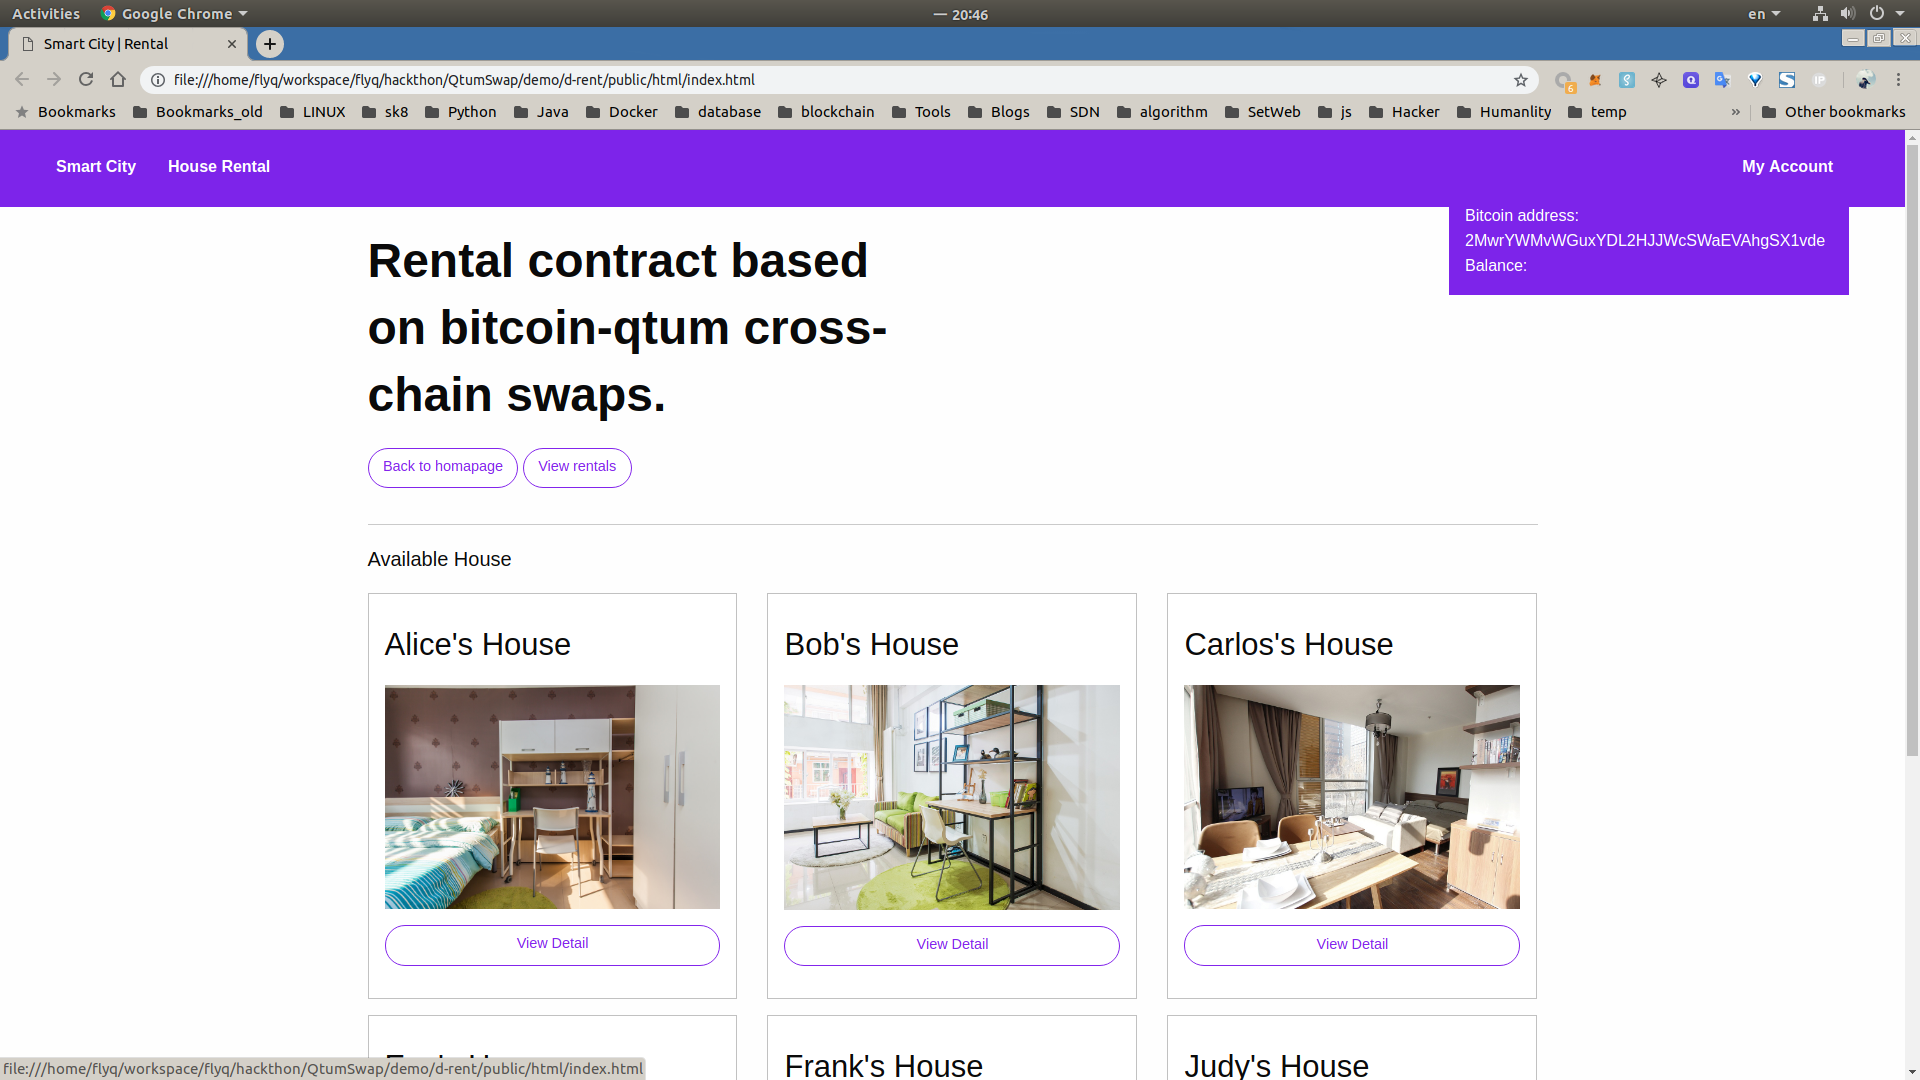 Activities
Google Chrome
— 20:46
en
Smart City | Rental
file:///home/flyq/workspace/flyq/hackthon/QtumSwap/demo/d-rent/public/html/index.html
6
Bookmarks
Bookmarks_old
LINUX
sk8
Python
Java
Docker
database
blockchain
Tools
Blogs
SDN
algorithm
SetWeb
js
Hacker
Humanlity
temp
»
Other bookmarks
Smart City
House Rental
My Account
Bitcoin address:
2MwrYWMvWGuxYDL2HJJWcSWaEVAhgSX1vde
Balance:
Rental contract based
on bitcoin-qtum cross-
chain swaps.
Back to homapage
View rentals
Available House
Alice's House
Bob's House
Carlos's House
View Detail
View Detail
View Detail
Frank's House
Judy's House
file:///home/flyq/workspace/flyq/hackthon/QtumSwap/demo/d-rent/public/html/index.html